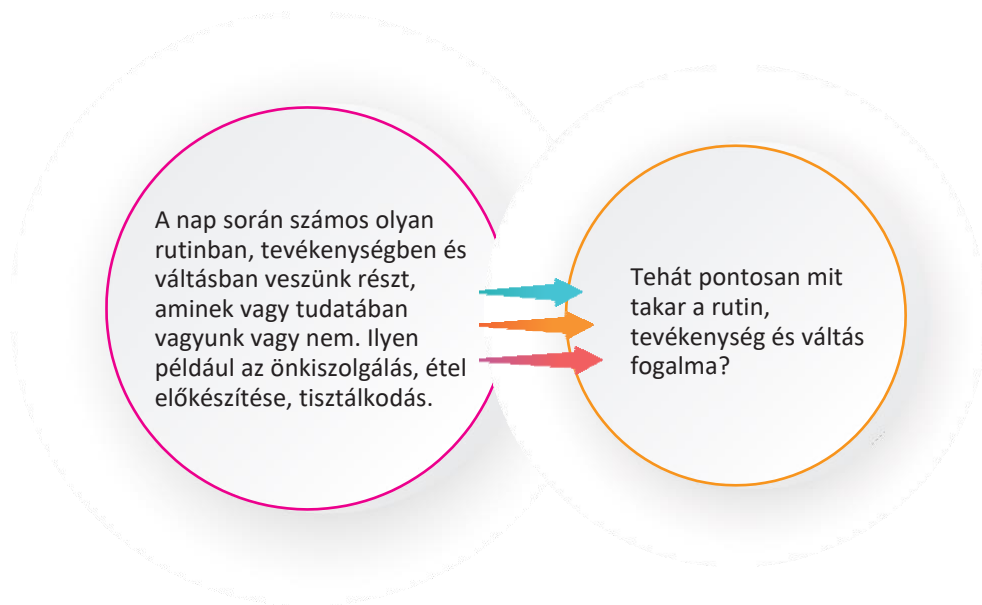 A nap során számos olyan
rutinban, tevékenységben és
váltásban veszünk részt,
aminek vagy tudatában
vagyunk vagy nem. Ilyen
például az önkiszolgálás, étel
előkészítése, tisztálkodás.
Tehát pontosan mit
takar a rutin,
tevékenység és váltás
fogalma?